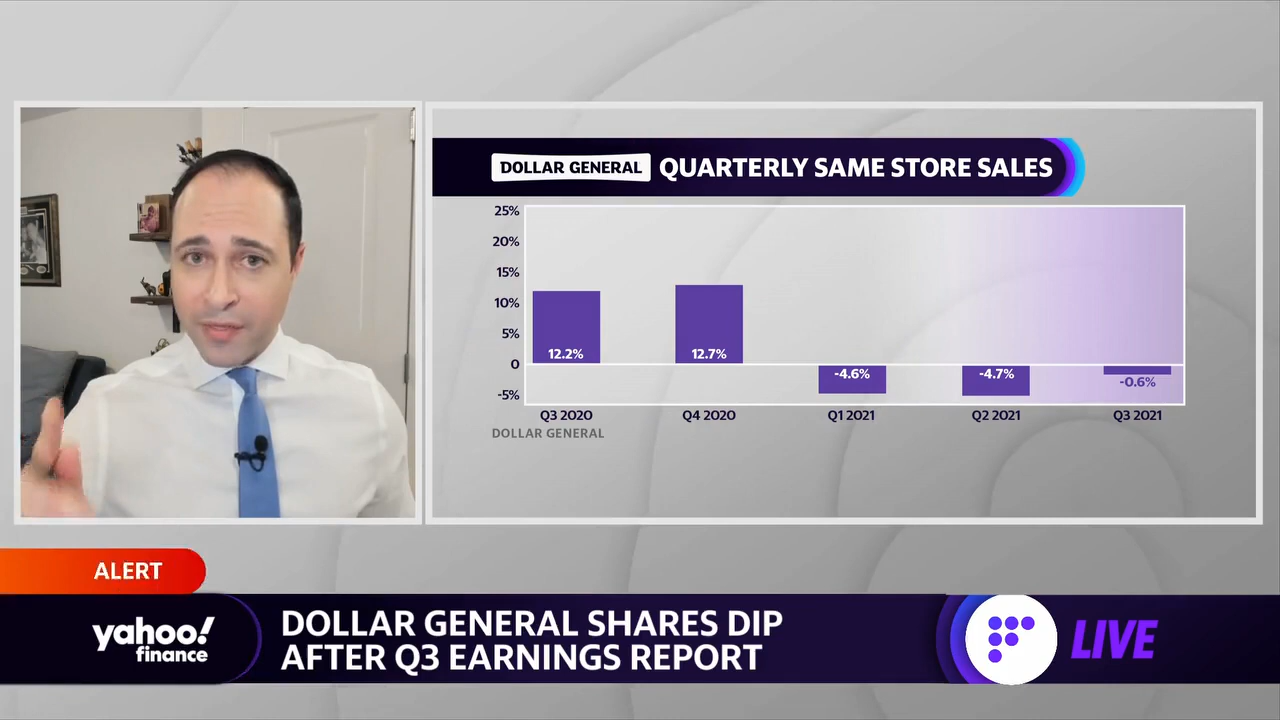 DOLLAR GENERAL QUARTERLY SAME STORE SALES
25%
20%
15%
10%
5%
0
-5%
12.2%
12.7%
-4.6%
-4.7%
-0.6%
Q3 2020
Q4 2020
Q1 2021
Q2 2021
Q3 2021
DOLLAR GENERAL
ALERT
yahoo!
finance
DOLLAR GENERAL SHARES DIP
AFTER Q3 EARNINGS REPORT
LIVE